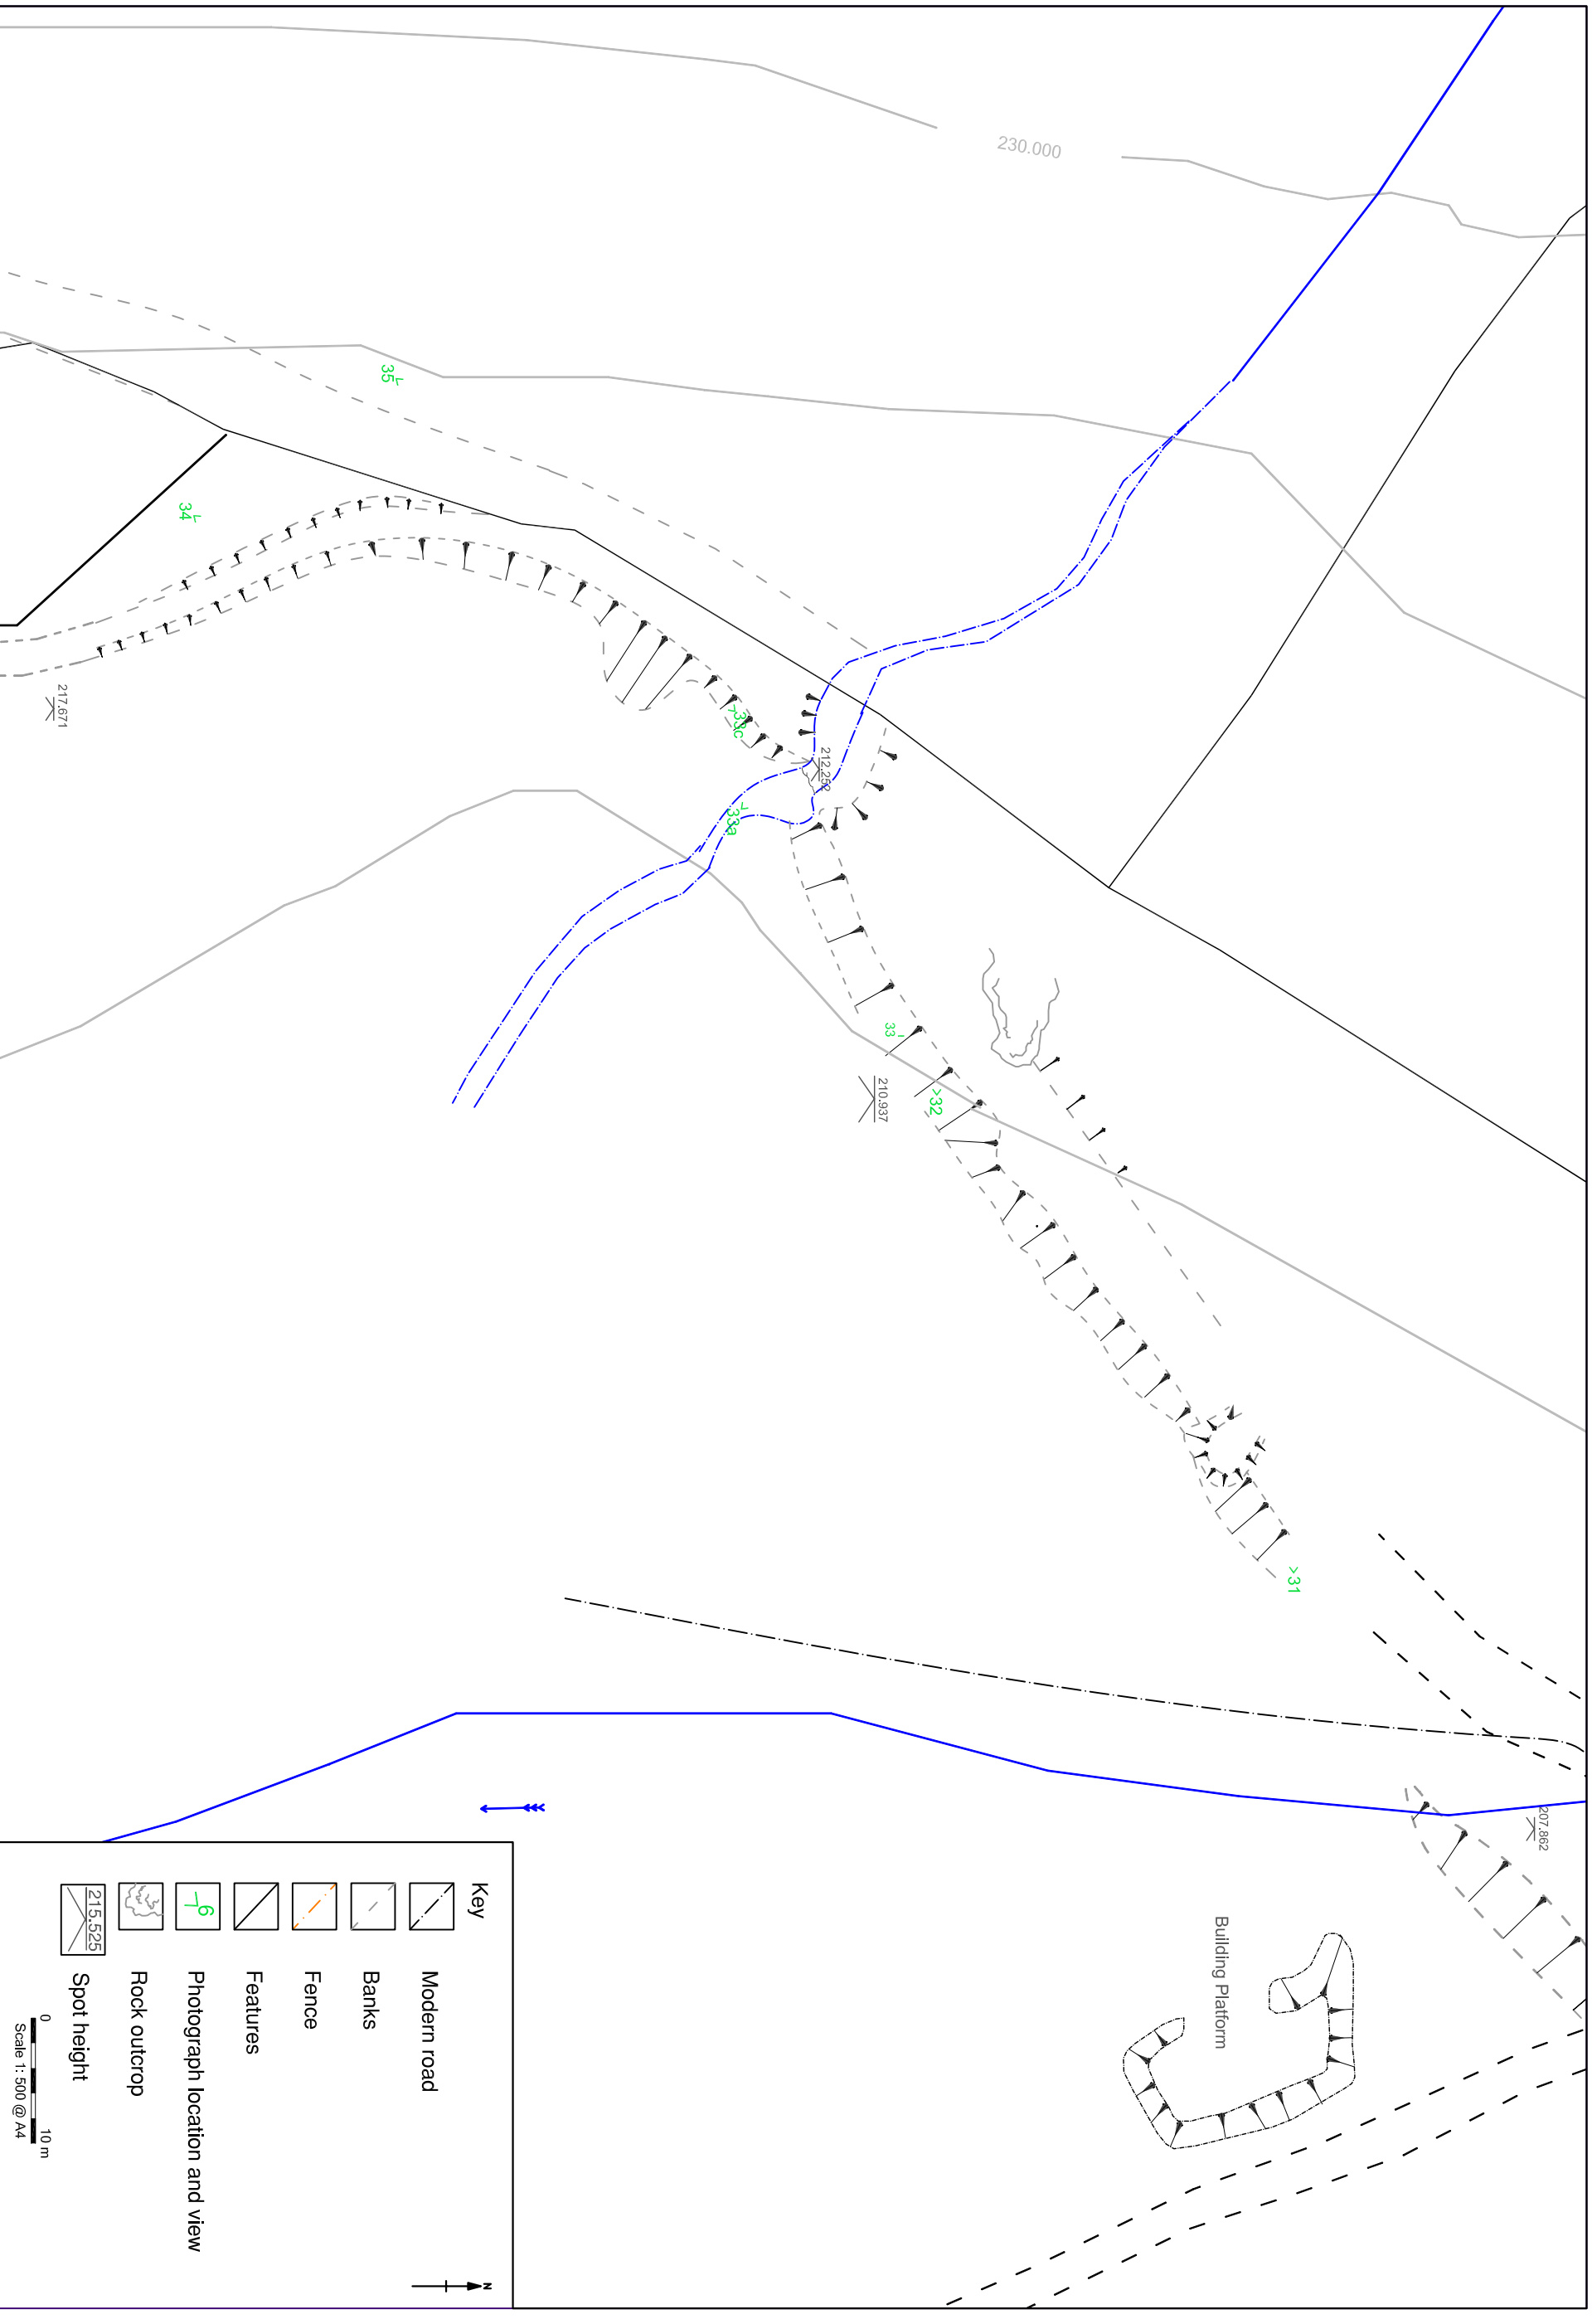 230.000
35
34
217.671
33c
212.252
33a
33
>32
210.937
>31
207.862
Building Platform
Key
Modern road
Banks
Fence
Features
6
Photograph location and view
Rock outcrop
215.525
Spot height
0 10 m
Scale 1: 500 @ A4
N